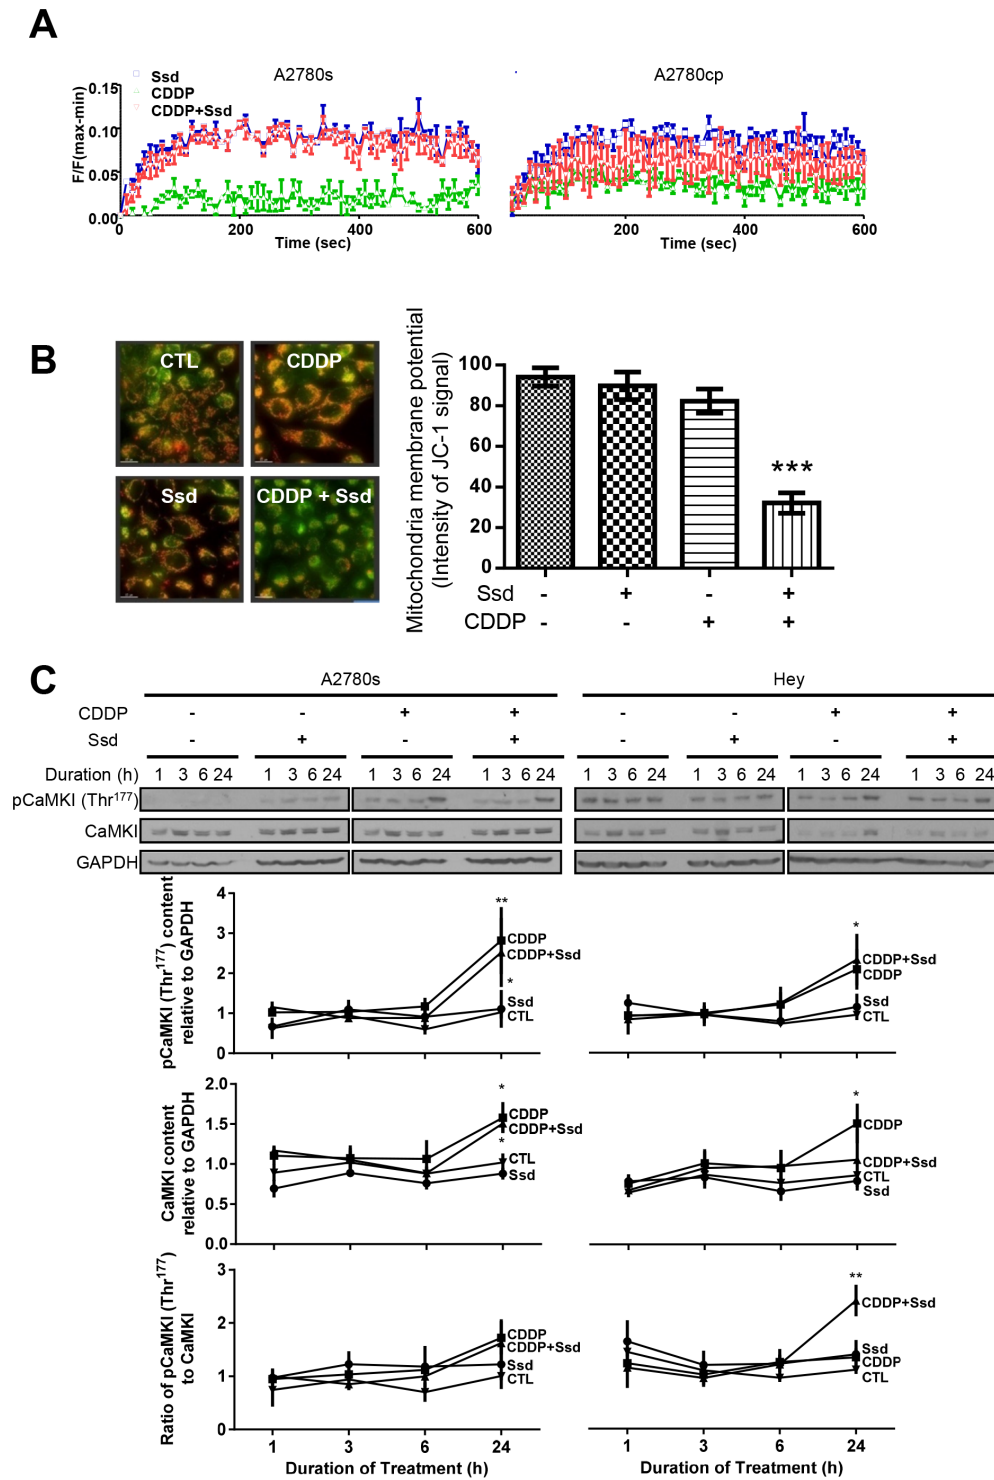 A
A2780s
A2780cp
Ssd
CDDP
CDDP+Ssd
F/F(max-min)
0.15
0.10
0.05
0.00
0 200 400 600
200 400 600
Time (sec)
Time (sec)
B
CTL
CDDP
Ssd
CDDP + Ssd
Mitochondria membrane potential
(Intensity of JC-1 signal)
100
80
60
40
20
0
***
Ssd - + - +
CDDP - - + +
C
A2780s
Hey
CDDP - - + + - - + +
Ssd - + - + - + - +
Duration (h) 1 3 6 24 1 3 6 24 1 3 6 24 1 3 6 24 1 3 6 24 1 3 6 24 1 3 6 24 1 3 6 24
pCaMKI (Thr177)
CaMKI
GAPDH
pCaMKI (Thr177) content
relative to GAPDH
4
3
2
1
0
**
CDDP
CDDP+Ssd
*
Ssd
CTL
*
CDDP+Ssd
CDDP
Ssd
CTL
CaMKI content
relative to GAPDH
2.0
1.5
1.0
0.5
0.0
*
CDDP
CDDP+Ssd
*
CTL
Ssd
*
CDDP
CDDP+Ssd
CTL
Ssd
Ratio of pCaMKI (Thr177)
to CaMKI
3
2
1
0
CDDP
CDDP+Ssd
Ssd
CTL
**
CDDP+Ssd
Ssd
CDDP
CTL
1 3 6 24
1 3 6 24
Duration of Treatment (h)
Duration of Treatment (h)